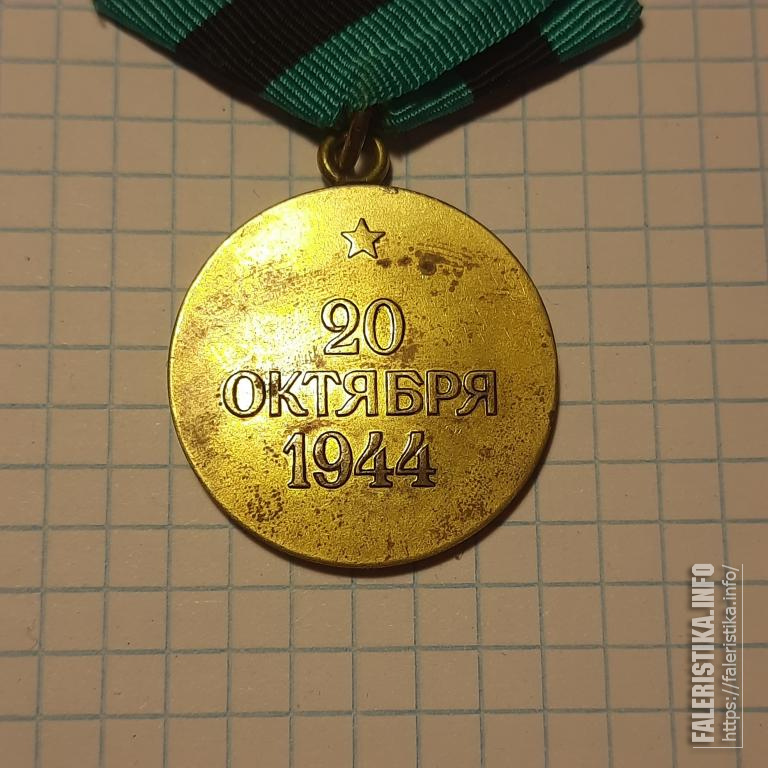 20
ОКТЯБРЯ
1944
FALERISTIKA.INFO
https://faleristika.info/